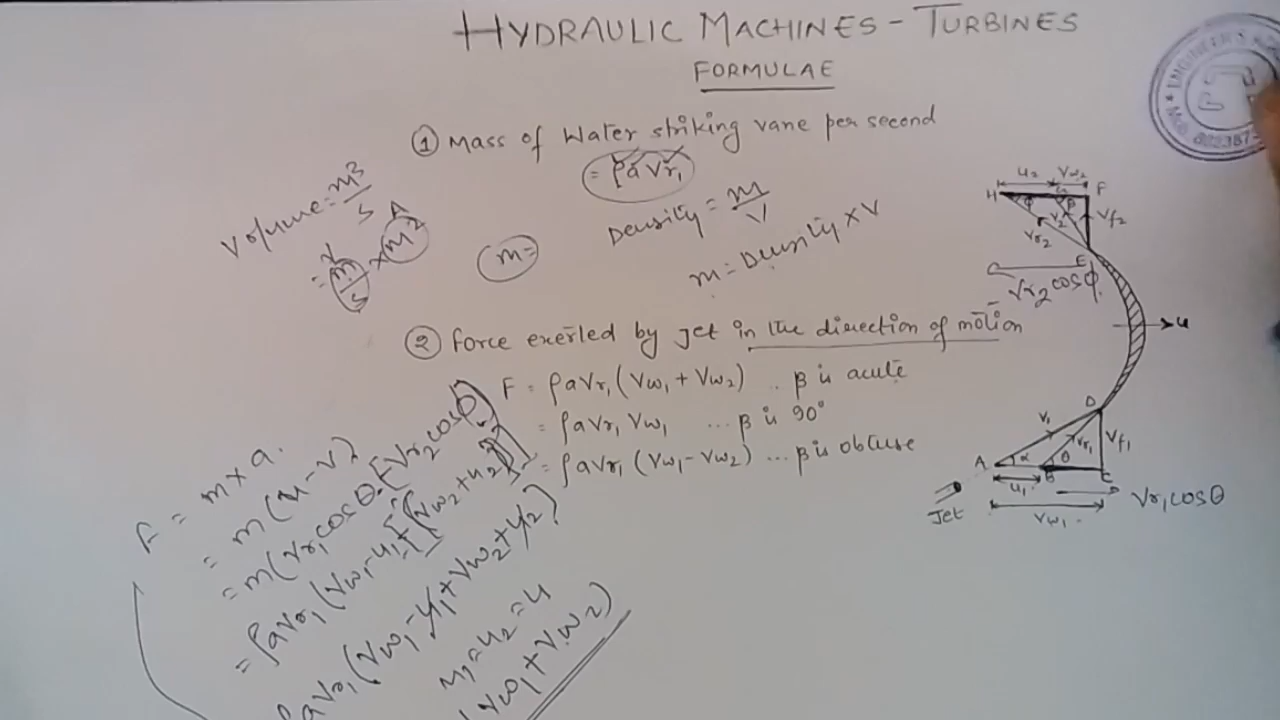 HYDRAULIC MACHINES - TURBINES
FORMULAE
① Mass of Water striking vane per second
= ρaVr₁
Volume = m³/s
= m/s × m²
V A
m =
Density = m/V
m = Density × V
② force exerted by Jet in the direction of motion
F = ρaVr₁ (Vw₁ + Vw₂) .. β is acute
= ρaVr₁ Vw₁ ... β is 90°
= ρaVr₁ (Vw₁ - Vw₂) ... β is obtuse
F = m × a.
= m(u - v)
= m(Vr₁ cosθ - [Vr₂ cosφ])
= ρaVr₁ (Vw₁ - u₁ - [-(Vw₂ + u₂)])
ρaVr₁ (Vw₁ - u₁ + Vw₂ + u₂)
u₁ = u₂ = u
Vw₁ + Vw₂)
u₂ Vw₂
H G F
φ β
Vr₂ V₂ Vf₂
E
Vr₂ cosφ
u
D
V₁ Vr₁ Vf₁
A α B θ C
u₁
Vr₁ cosθ
Jet
Vw₁
ENGINEER'S